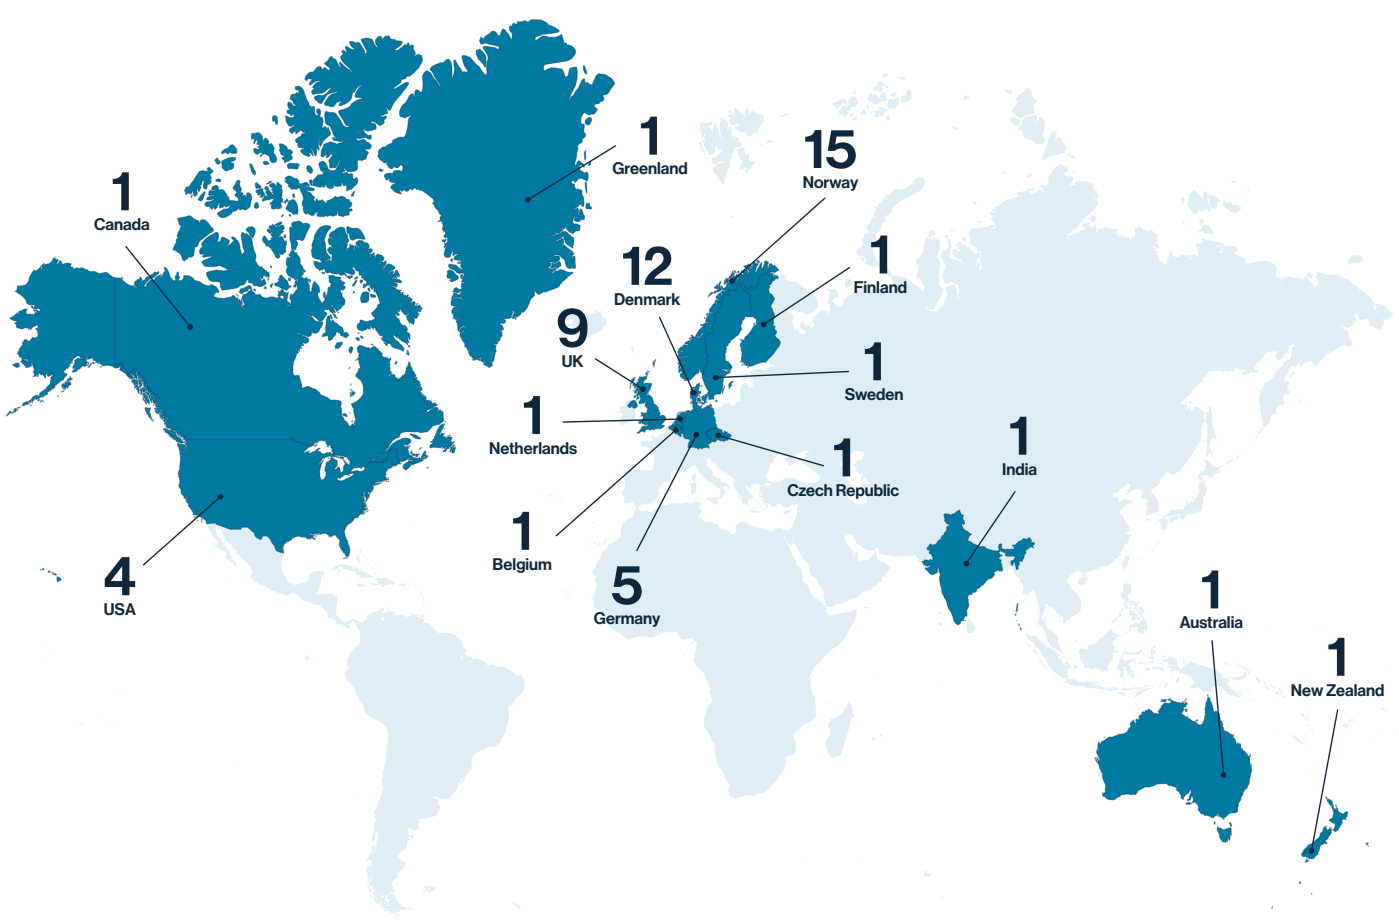 1
Greenland
15
Norway
1
Canada
1
Finland
12
Denmark
9
UK
1
Sweden
1
Netherlands
1
Czech Republic
1
India
1
Belgium
4
USA
5
Germany
1
Australia
1
New Zealand